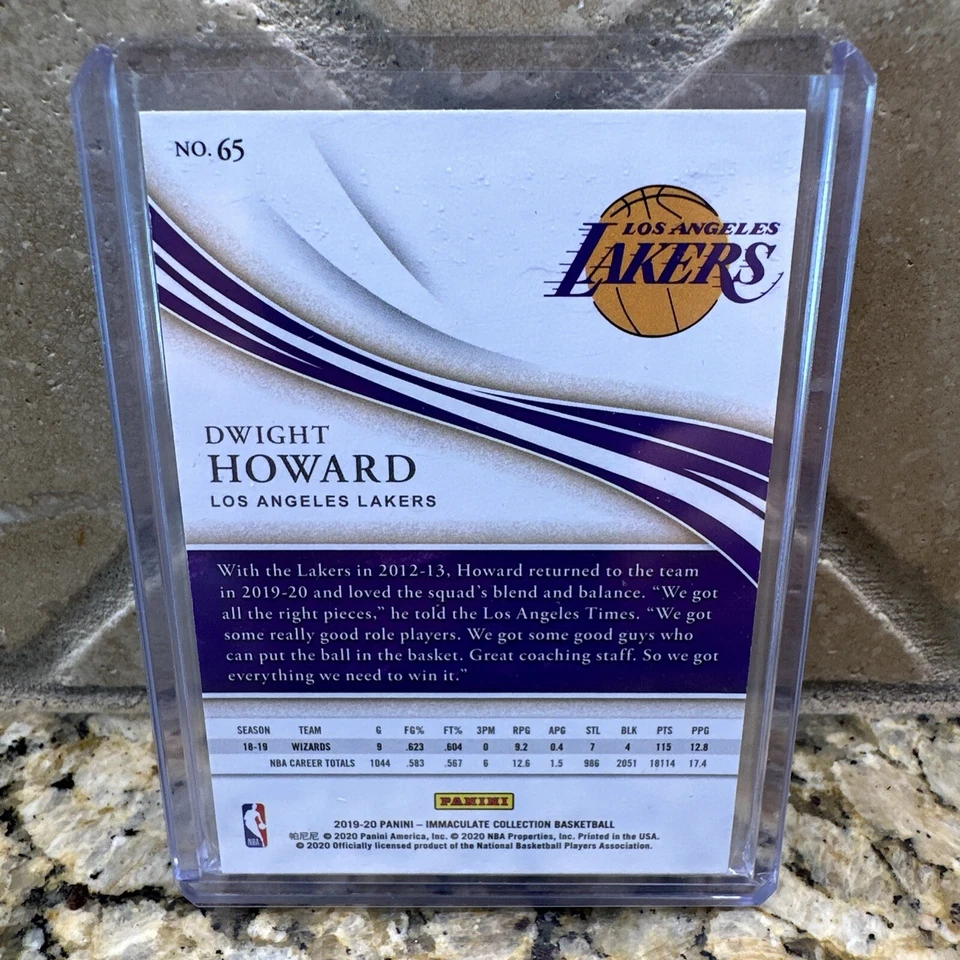 NO. 65
LOS ANGELES
LAKERS
DWIGHT
HOWARD
LOS ANGELES LAKERS
With the Lakers in 2012-13, Howard returned to the team
in 2019-20 and loved the squad's blend and balance. “We got
all the right pieces,” he told the Los Angeles Times. “We got
some really good role players. We got some good guys who
can put the ball in the basket. Great coaching staff. So we got
everything we need to win it.”
SEASON TEAM G FG% FT% 3PM RPG APG STL BLK PTS PPG
18-19 WIZARDS 9 .623 .604 0 9.2 0.4 7 4 115 12.8
NBA CAREER TOTALS 1044 .583 .567 6 12.6 1.5 986 2051 18114 17.4
PANINI
NBA
2019-20 PANINI – IMMACULATE COLLECTION BASKETBALL
帕尼尼 © 2020 Panini America, Inc. © 2020 NBA Properties, Inc. Printed in the USA.
© 2020 Officially licensed product of the National Basketball Players Association.